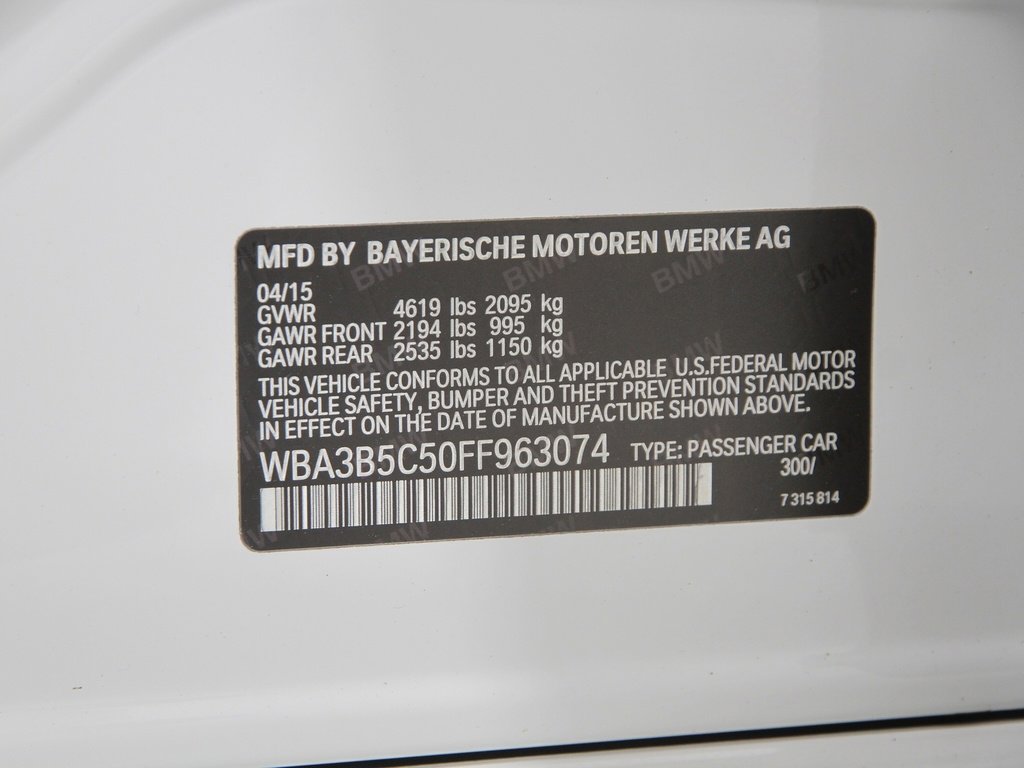 MFD BY BAYERISCHE MOTOREN WERKE AG
04/15
GVWR 4619 lbs 2095 kg
GAWR FRONT 2194 lbs 995 kg
GAWR REAR 2535 lbs 1150 kg
THIS VEHICLE CONFORMS TO ALL APPLICABLE U.S.FEDERAL MOTOR
VEHICLE SAFETY, BUMPER AND THEFT PREVENTION STANDARDS
IN EFFECT ON THE DATE OF MANUFACTURE SHOWN ABOVE.
WBA3B5C50FF963074 TYPE: PASSENGER CAR
300/
7 315 814